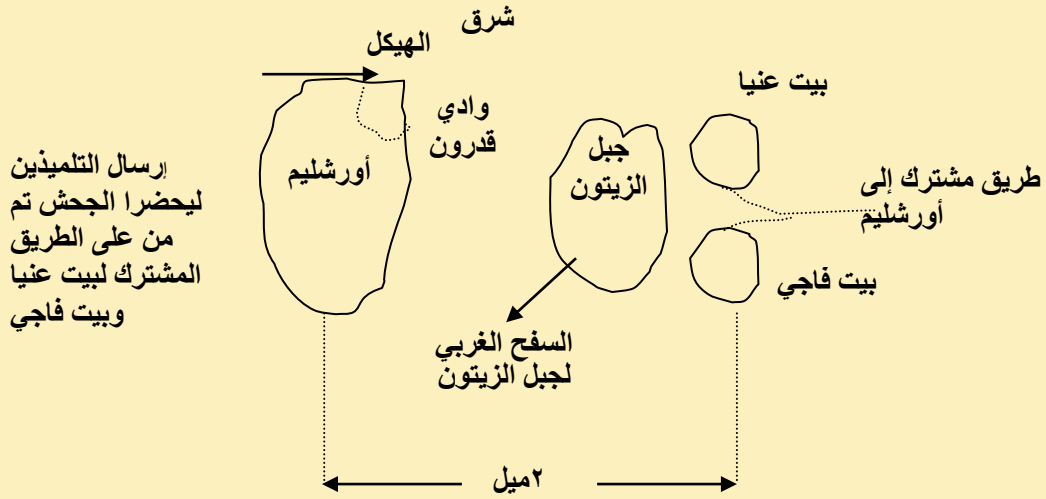 شرق
الهيكل
بيت عنيا
وادي
قدرون
جبل
الزيتون
أورشليم
إرسال التلميذين
ليحضرا الجحش تم
من على الطريق
المشترك لبيت عنيا
وبيت فاجي
طريق مشترك إلى
أورشليم
بيت فاجي
السفح الغربي
لجبل الزيتون
٢ميل